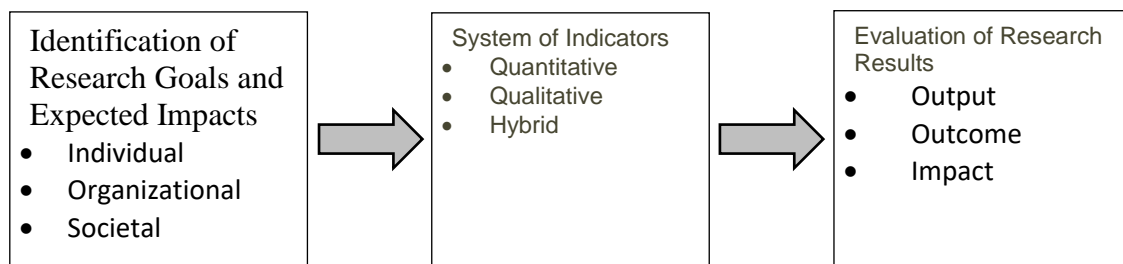 Identification of
Research Goals and
Expected Impacts
• Individual
• Organizational
• Societal
System of Indicators
• Quantitative
• Qualitative
• Hybrid
Evaluation of Research
Results
• Output
• Outcome
• Impact